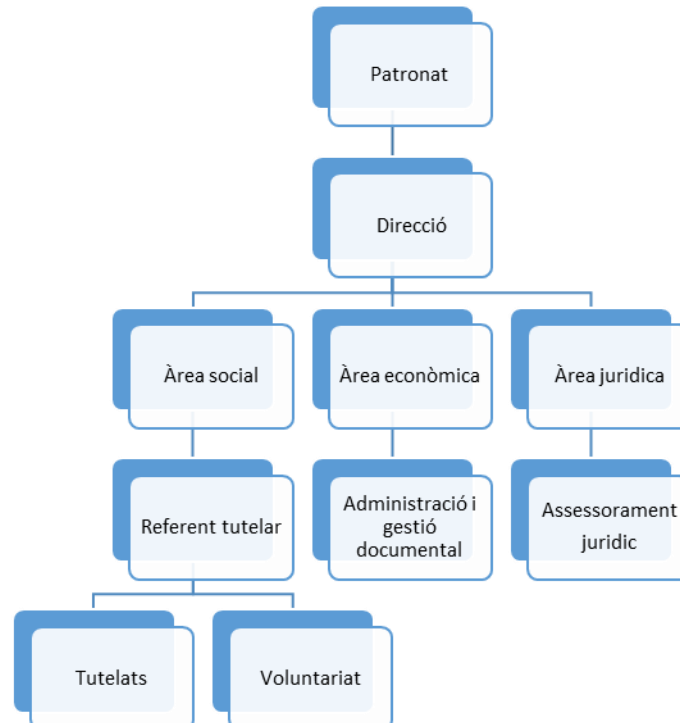 Patronat
Direcció
Àrea social
Àrea econòmica
Àrea juridica
Referent tutelar
Administració i
gestió
documental
Assessorament
juridic
Tutelats
Voluntariat